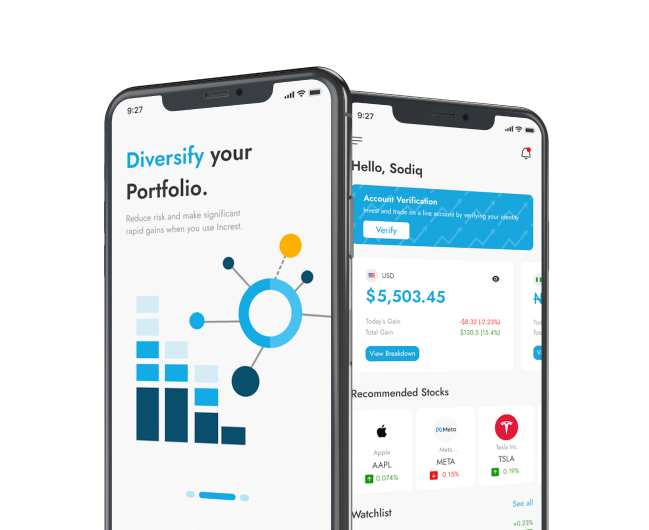 9:27
Diversify your
Portfolio.
Reduce risk and make significant
rapid gains when you use Increst.
9:27
Hello, Sodiq
Account Verification
Invest and trade on a live account by verifying your identity
Verify
USD
$5,503.45
Today's Gain -$8.32 (-2.23%)
Total Gain $130.5 (15.4%)
View Breakdown
Recommended Stocks
Apple
AAPL
0.074%
Meta
Meta...
META
0.15%
Tesla Inc
TSLA
0.19%
Watchlist
See all
+0.23%